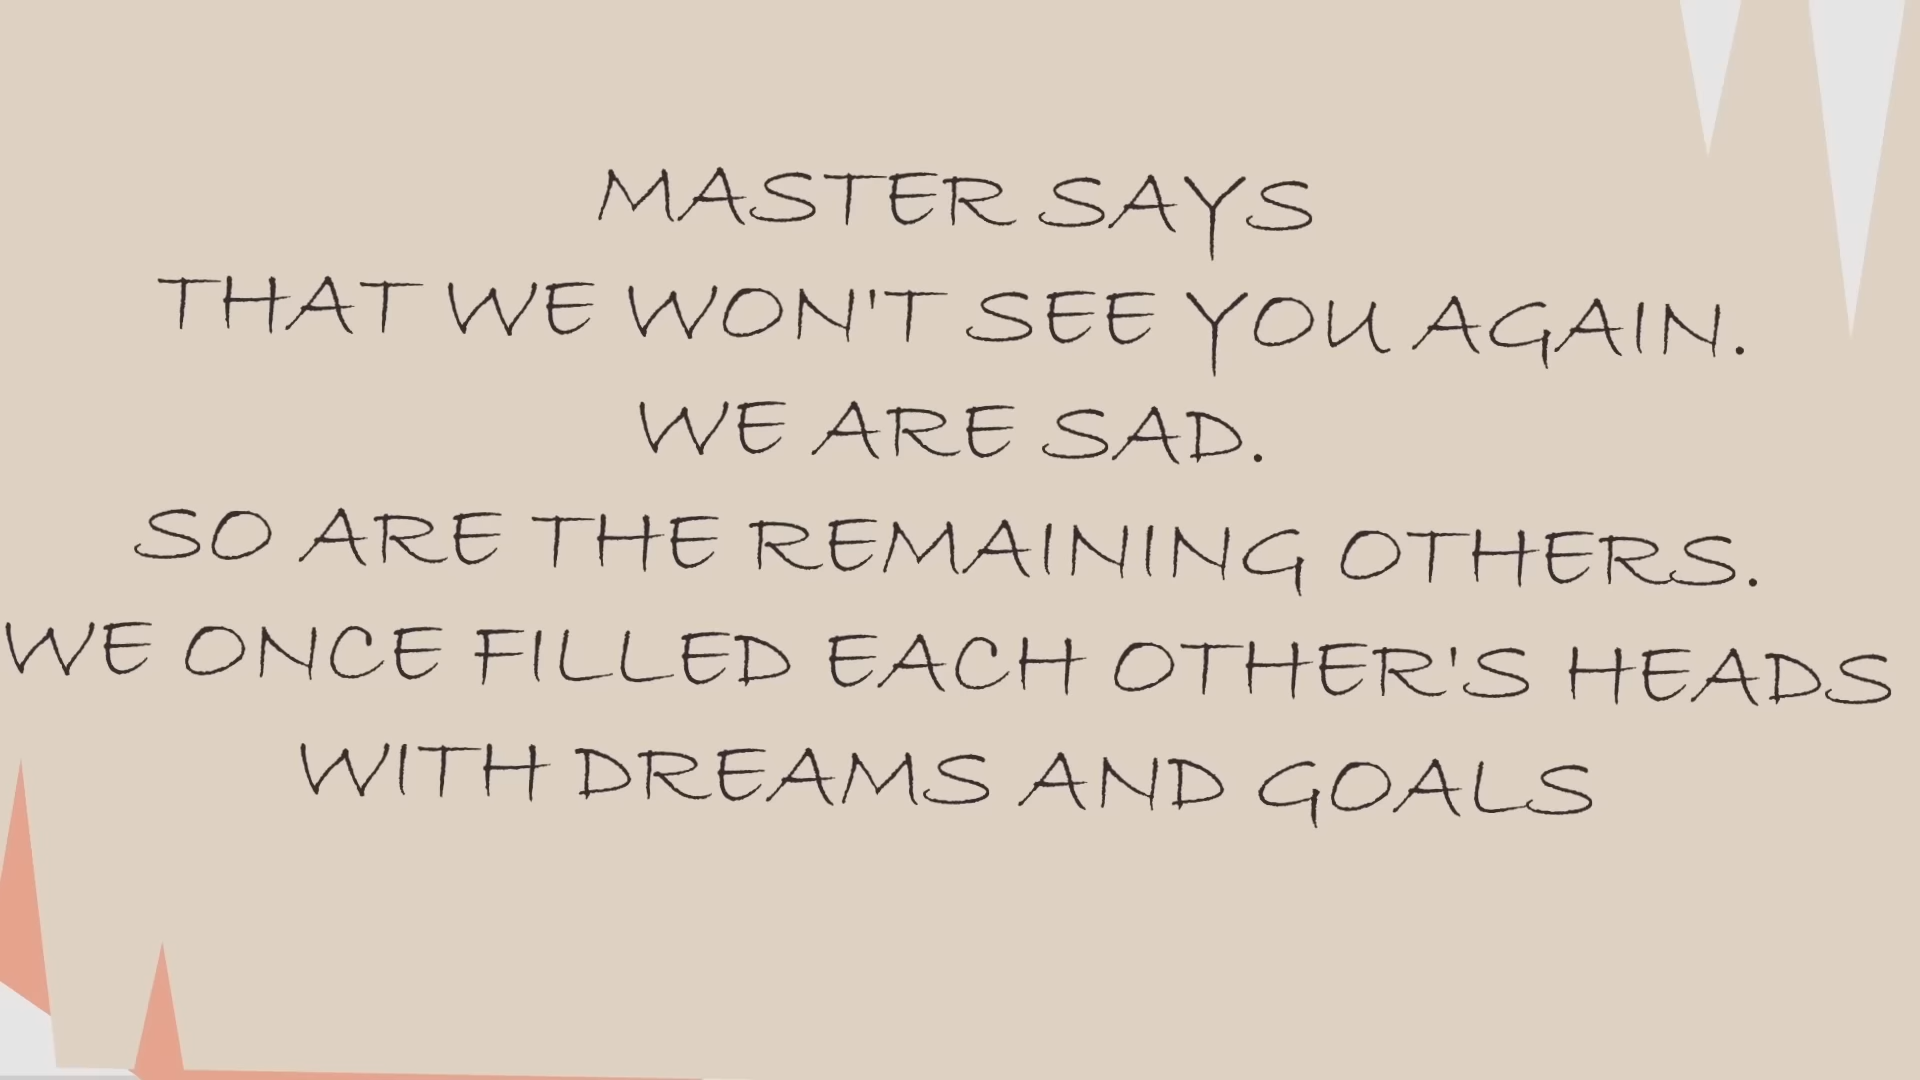 MASTER SAYS
THAT WE WON'T SEE YOU AGAIN.
WE ARE SAD.
SO ARE THE REMAINING OTHERS.
WE ONCE FILLED EACH OTHER'S HEADS
WITH DREAMS AND GOALS